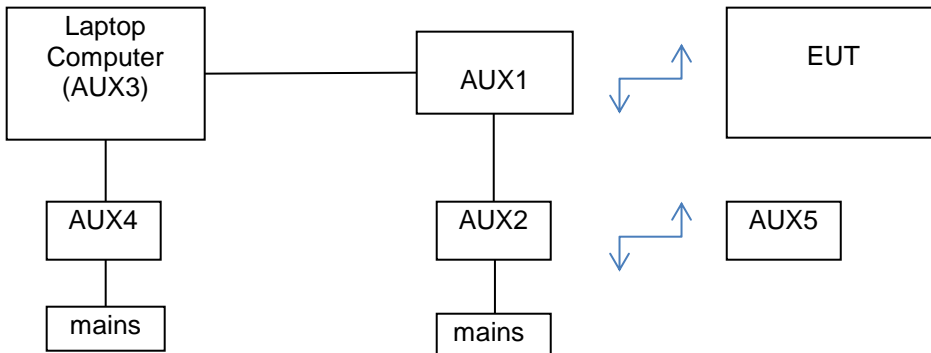 Laptop
Computer
(AUX3)
AUX1
EUT
AUX4
AUX2
AUX5
mains
mains